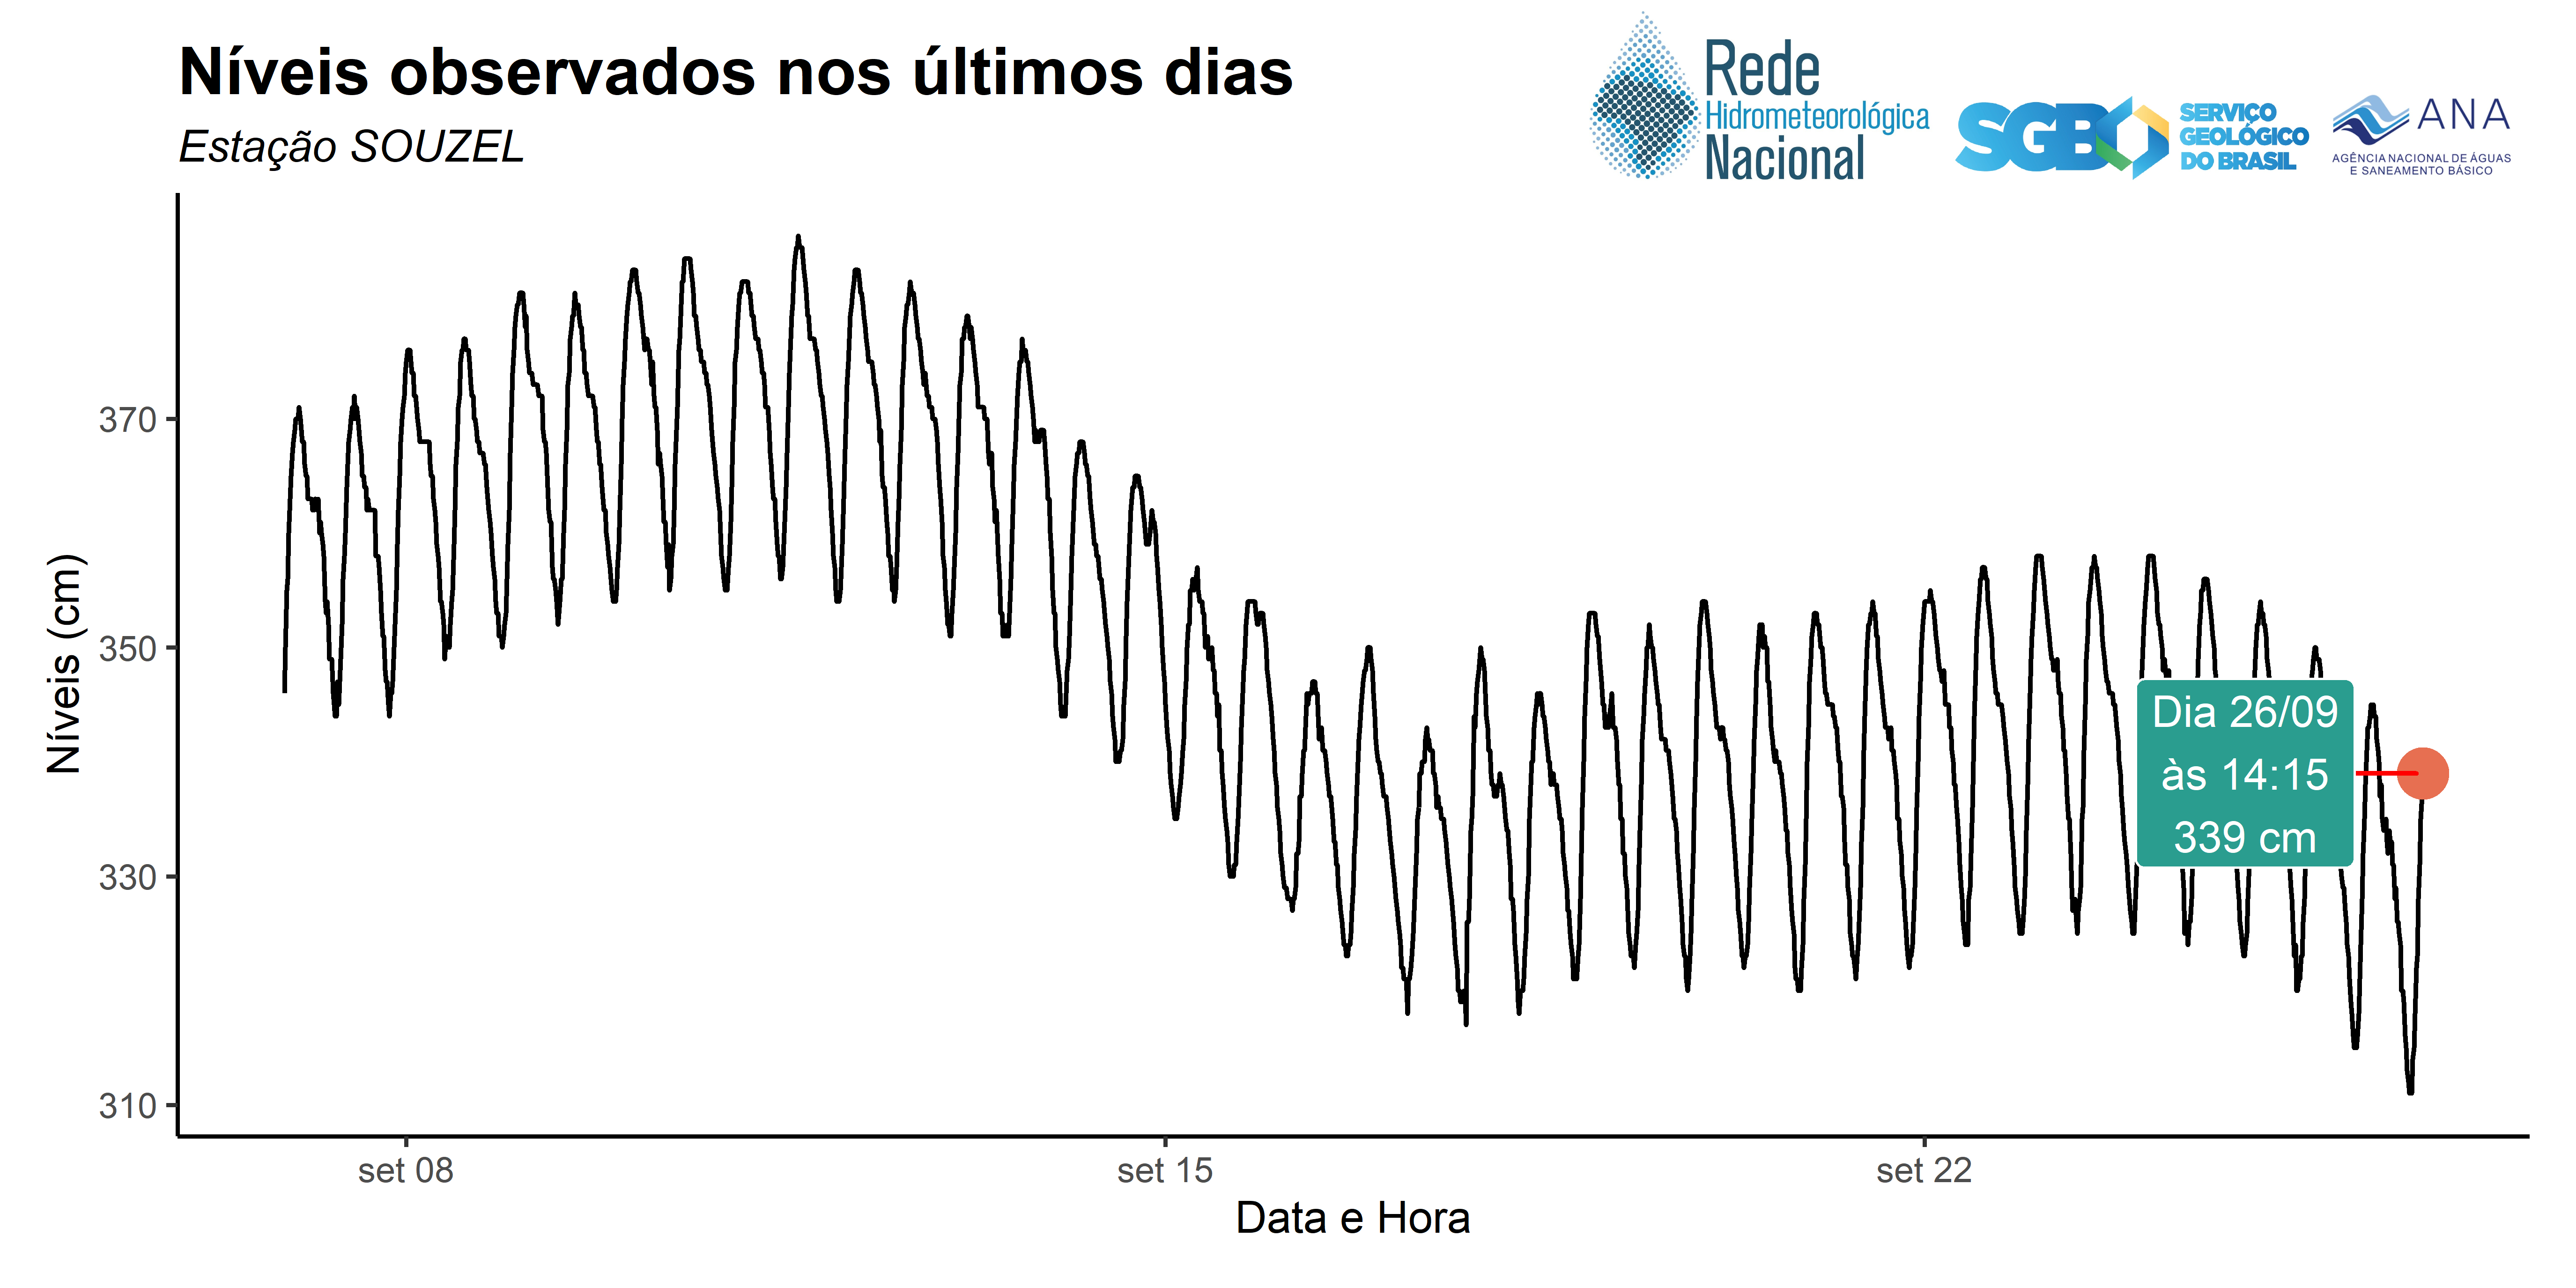 Níveis observados nos últimos dias
Estação SOUZEL
Rede
Hidrometeorológica
Nacional
SGB
SERVIÇO
GEOLÓGICO
DO BRASIL
ANA
AGÊNCIA NACIONAL DE ÁGUAS
E SANEAMENTO BÁSICO
Níveis (cm)
370
350
330
310
Dia 26/09
às 14:15
339 cm
set 08
set 15
set 22
Data e Hora